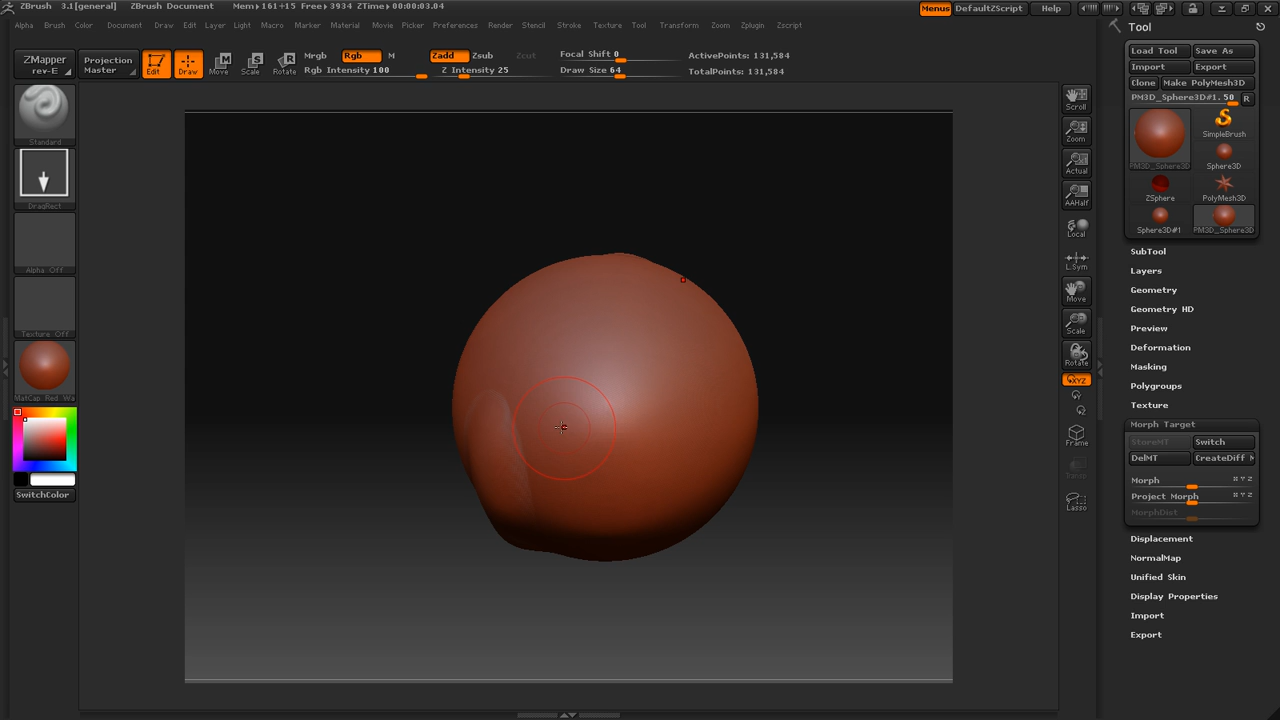 ZBrush 3.1[general] ZBrush Document Mem▸161+15 Free▸3934 ZTime▸00:00:03.04 Menus DefaultZScript Help
Alpha Brush Color Document Draw Edit Layer Light Macro Marker Material Movie Picker Preferences Render Stencil Stroke Texture Tool Transform Zoom Zplugin Zscript
Tool
ZMapper
rev-E
Projection
Master
Edit
Draw
Move
Scale
Rotate
Mrgb Rgb M
Rgb Intensity 100
Zadd Zsub Zcut
Z Intensity 25
Focal Shift 0
Draw Size 64
ActivePoints: 131,584
TotalPoints: 131,584
Standard
DragRect
Alpha Off
Texture Off
MatCap Red Wa
SwitchColor
Scroll
Zoom
Actual
AAHalf
Local
L.Sym
Move
Scale
Rotate
XYZ
Y
Z
Frame
Transp
Lasso
Load Tool Save As
Import Export
Clone Make PolyMesh3D
PM3D_Sphere3D#1. 50 R
PM3D_Sphere3D
SimpleBrush
Sphere3D
ZSphere PolyMesh3D
Sphere3D#1 PM3D_Sphere3D
SubTool
Layers
Geometry
Geometry HD
Preview
Deformation
Masking
Polygroups
Texture
Morph Target
StoreMT Switch
DelMT CreateDiff M
Morph X Y Z
Project Morph X Y Z
MorphDist
Displacement
NormalMap
Unified Skin
Display Properties
Import
Export